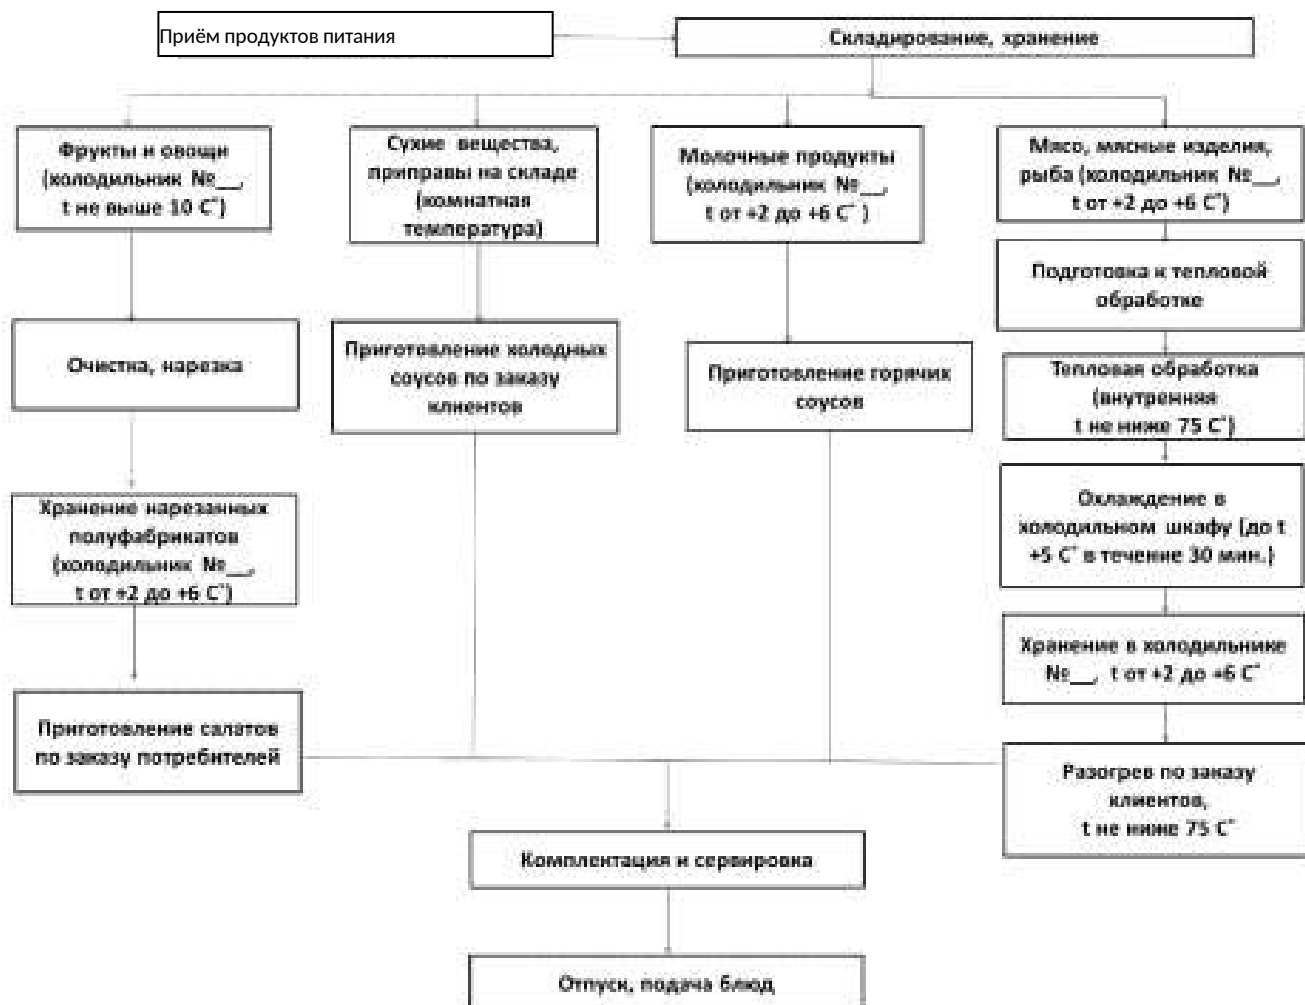 Приём продуктов питания
Складирование, хранение
Фрукты и овощи
(холодильник №__,
t не выше 10 С˚)
Сухие вещества,
приправы на складе
(комнатная
температура)
Молочные продукты
(холодильник №__,
t от +2 до +6 С˚ )
Мясо, мясные изделия,
рыба (холодильник №__,
t от +2 до +6 С˚)
Подготовка к тепловой
обработке
Очистка, нарезка
Приготовление холодных
соусов по заказу
клиентов
Приготовление горячих
соусов
Тепловая обработка
(внутренняя
t не ниже 75 С˚)
Хранение нарезанных
полуфабрикатов
(холодильник №__,
t от +2 до +6 С˚)
Охлаждение в
холодильном шкафу (до t
+5 С˚ в течение 30 мин.)
Хранение в холодильнике
№__, t от +2 до +6 С˚
Приготовление салатов
по заказу потребителей
Разогрев по заказу
клиентов,
t не ниже 75 С˚
Комплектация и сервировка
Отпуск, подача блюд